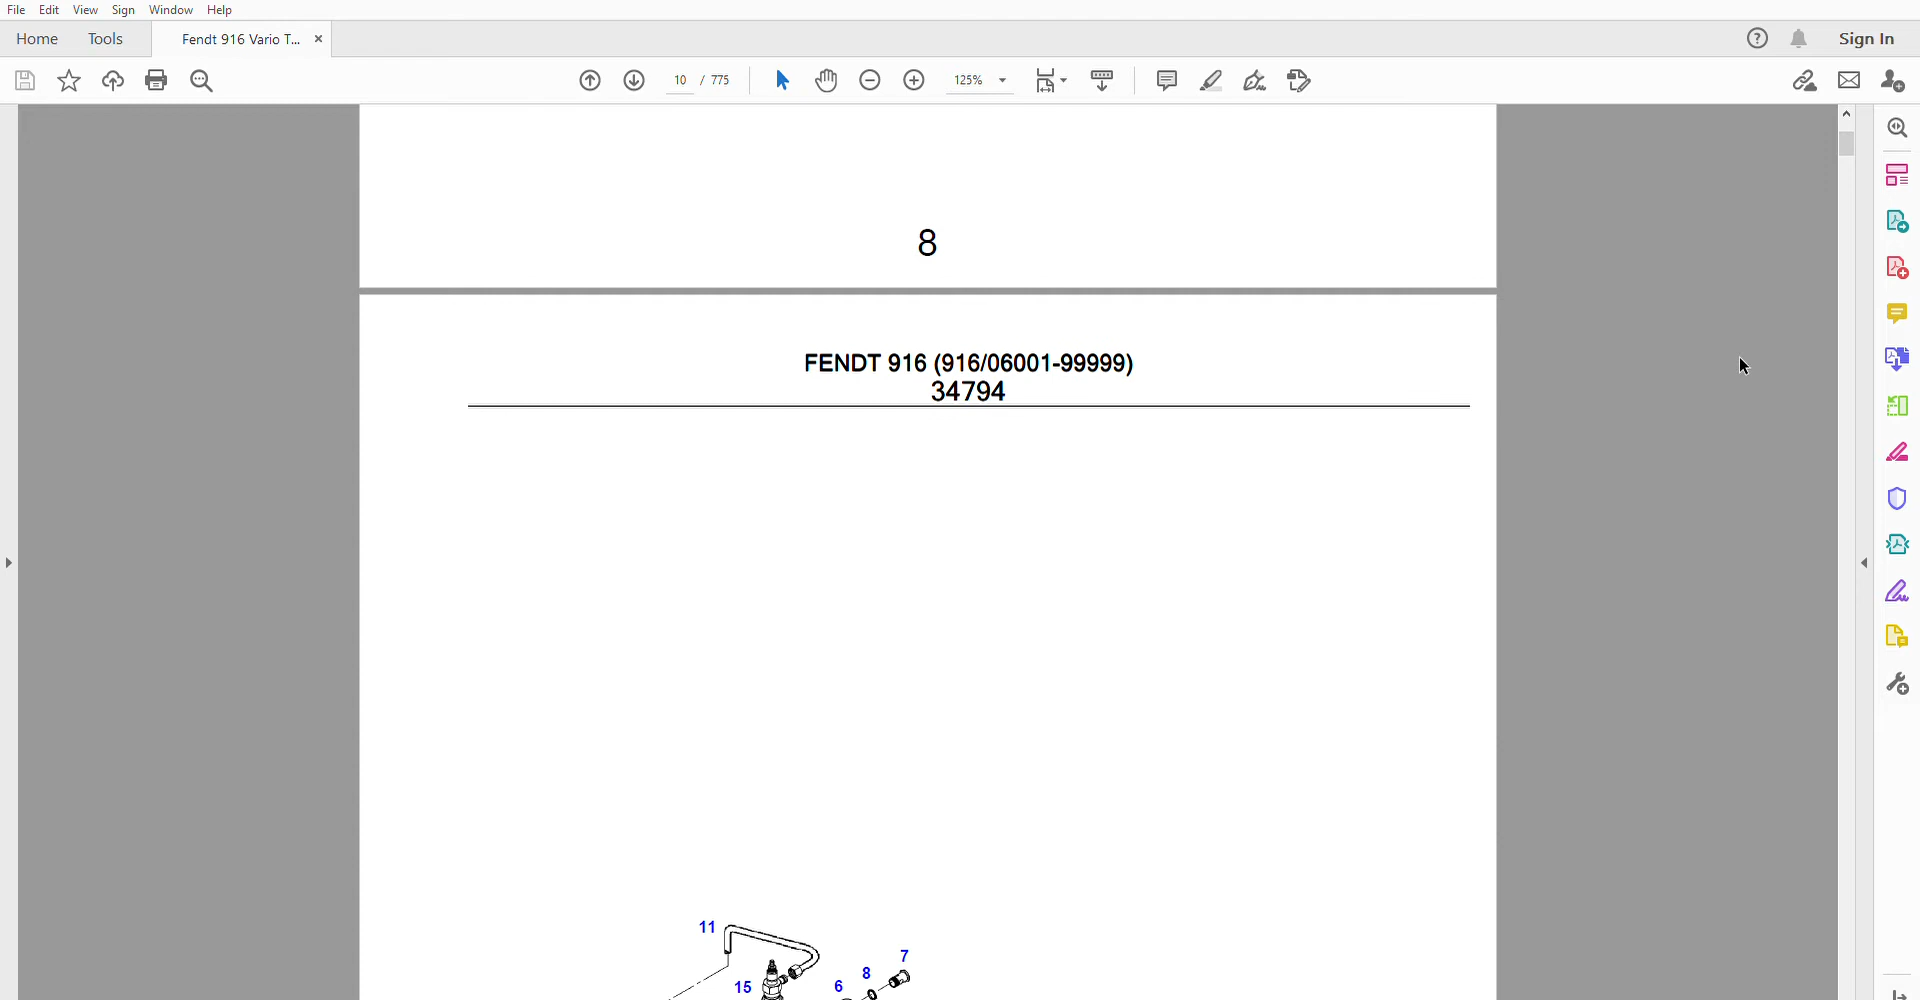 File Edit View Sign Window Help
Home Tools Fendt 916 Vario T... × Sign In
10 / 775 125%
8
FENDT 916 (916/06001-99999)
34794
11
7
8
15 6